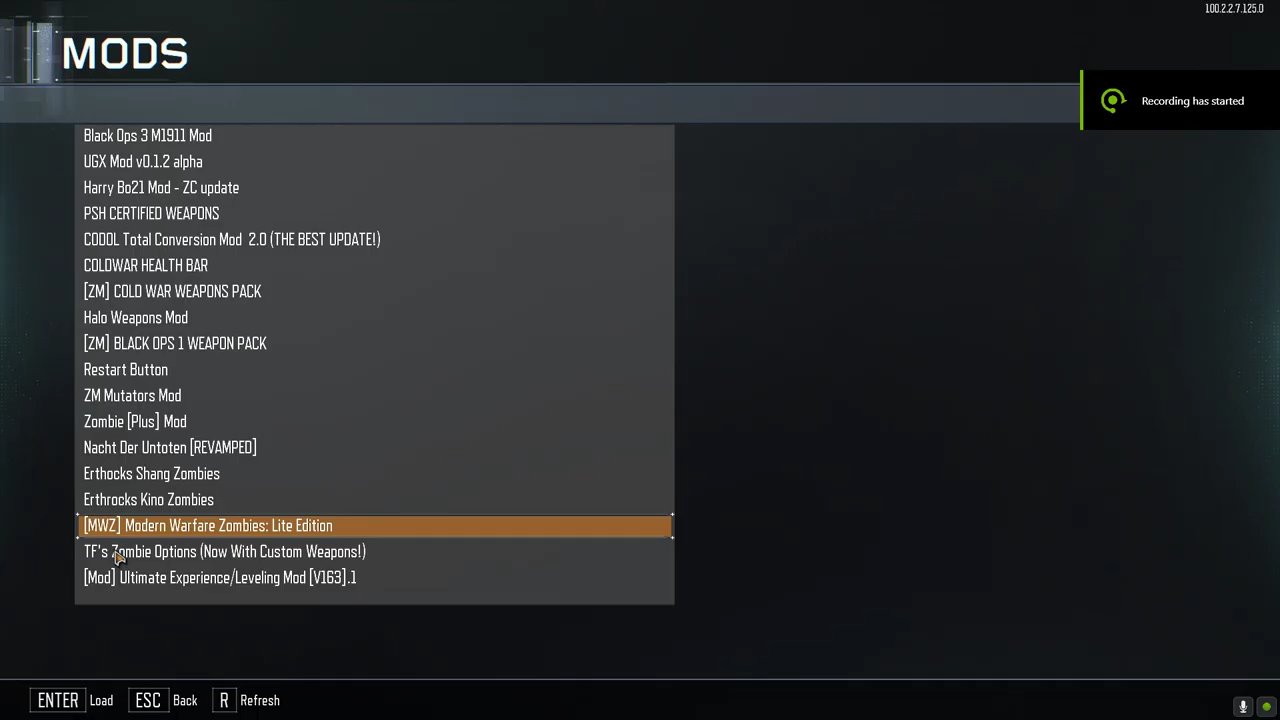 100.2.2.7.125.0
MODS
Recording has started
Black Ops 3 M1911 Mod
UGX Mod v0.1.2 alpha
Harry Bo21 Mod - ZC update
PSH CERTIFIED WEAPONS
CODOL Total Conversion Mod 2.0 (THE BEST UPDATE!)
COLDWAR HEALTH BAR
[ZM] COLD WAR WEAPONS PACK
Halo Weapons Mod
[ZM] BLACK OPS 1 WEAPON PACK
Restart Button
ZM Mutators Mod
Zombie [Plus] Mod
Nacht Der Untoten [REVAMPED]
Erthocks Shang Zombies
Erthrocks Kino Zombies
[MWZ] Modern Warfare Zombies: Lite Edition
TF's Zombie Options (Now With Custom Weapons!)
[Mod] Ultimate Experience/Leveling Mod [V163].1
ENTER Load ESC Back R Refresh